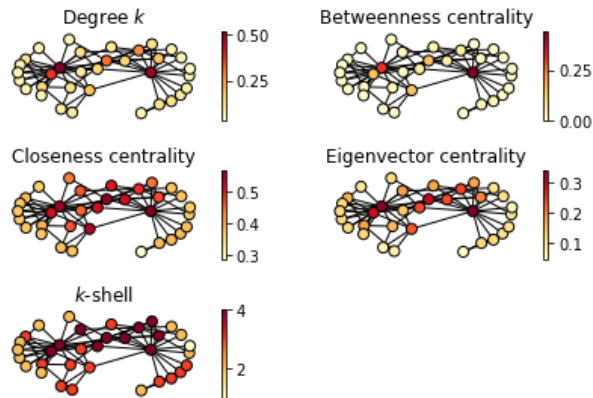 Degree k
0.50
0.25
Betweenness centrality
0.25
0.00
Closeness centrality
0.5
0.4
0.3
Eigenvector centrality
0.3
0.2
0.1
k-shell
4
2